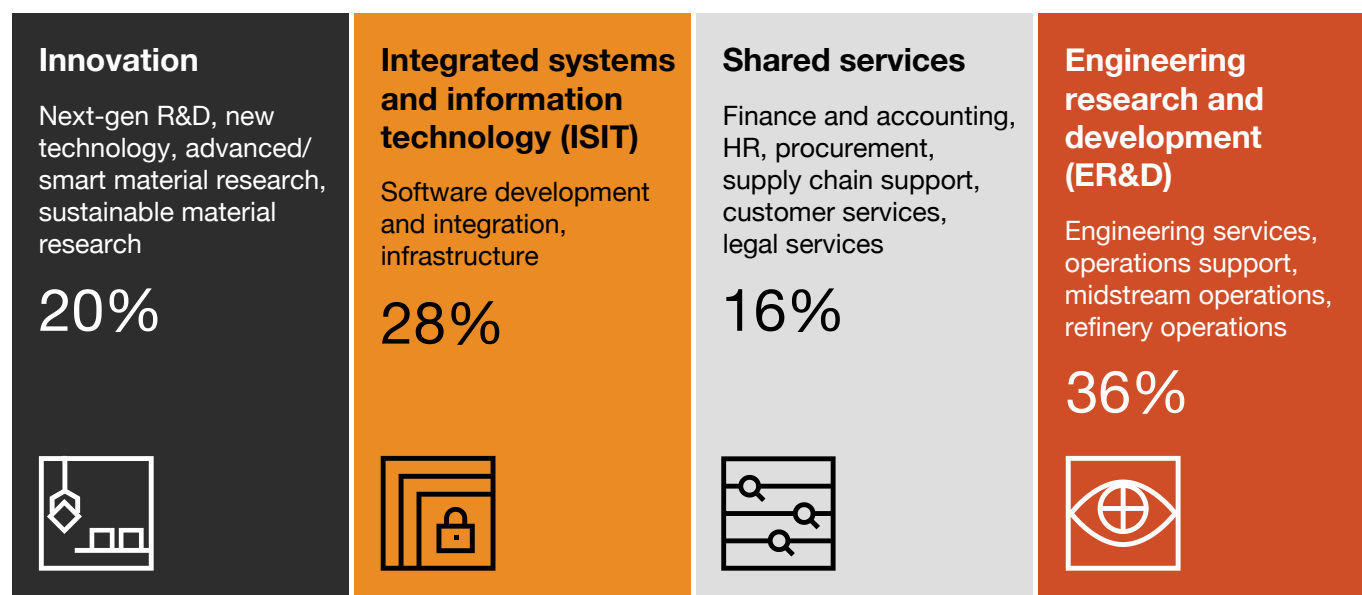 Innovation
Next-gen R&D, new
technology, advanced/
smart material research,
sustainable material
research
20%
Integrated systems
and information
technology (ISIT)
Software development
and integration,
infrastructure
28%
Shared services
Finance and accounting,
HR, procurement,
supply chain support,
customer services,
legal services
16%
Engineering
research and
development
(ER&D)
Engineering services,
operations support,
midstream operations,
refinery operations
36%